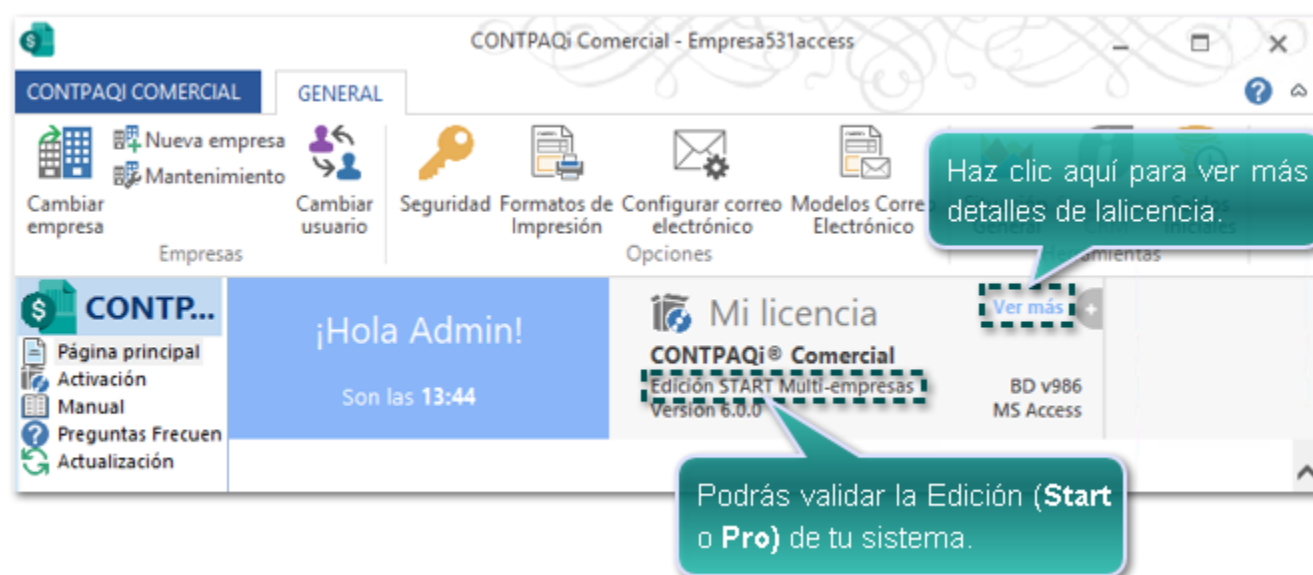 CONTPAQi Comercial - Empresa531access
CONTPAQI COMERCIAL
GENERAL
Nueva empresa
Mantenimiento
Cambiar
empresa
Empresas
Cambiar
usuario
Seguridad
Formatos de
Impresión
Configurar correo
electrónico
Modelos Correo
Electrónico
Opciones
General
Iniciales
Haz clic aquí para ver más
detalles de lalicencia.
CONTP...
Página principal
Activación
Manual
Preguntas Frecuen
Actualización
¡Hola Admin!
Son las 13:44
Mi licencia
Ver más
CONTPAQi® Comercial
Edición START Multi-empresas
Versión 6.0.0
BD v986
MS Access
Podrás validar la Edición (Start
o Pro) de tu sistema.